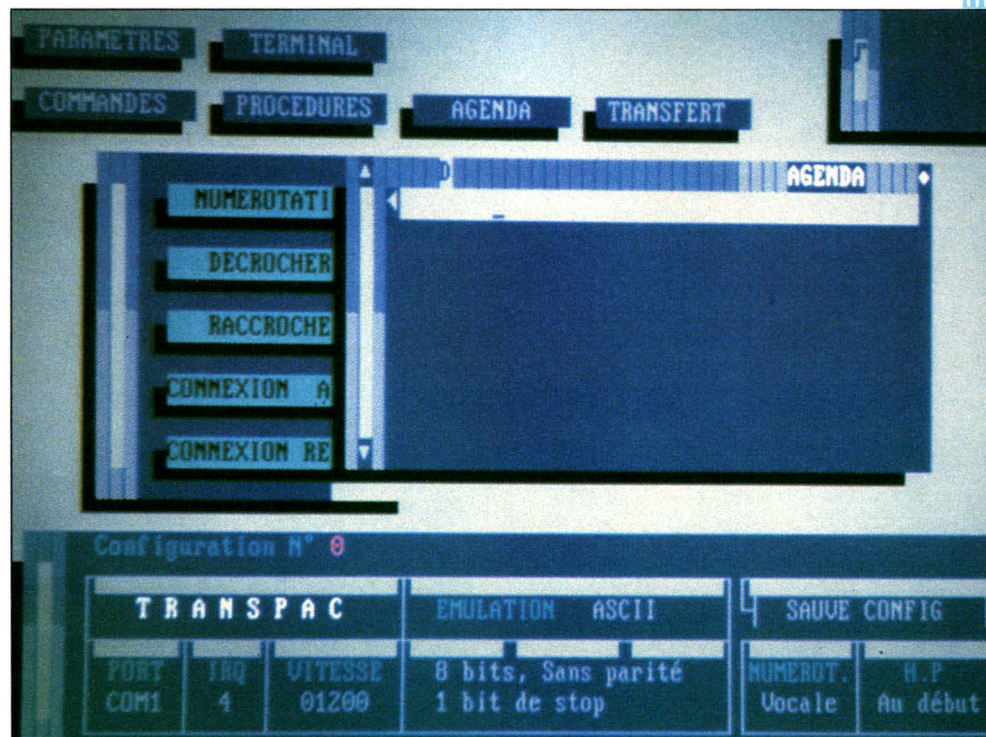 PARAMETRES TERMINAL
COMMANDES PROCEDURES AGENDA TRANSFERT
AGENDA
NUMEROTATI
DECROCHER
RACCROCHE
CONNEXION A
CONNEXION RE
Configuration N° 0
TRANSPAC EMULATION ASCII SAUVE CONFIG
PORT IRQ VITESSE 8 bits, Sans parité NUMEROT. H.P
COM1 4 01200 1 bit de stop Vocale Au début